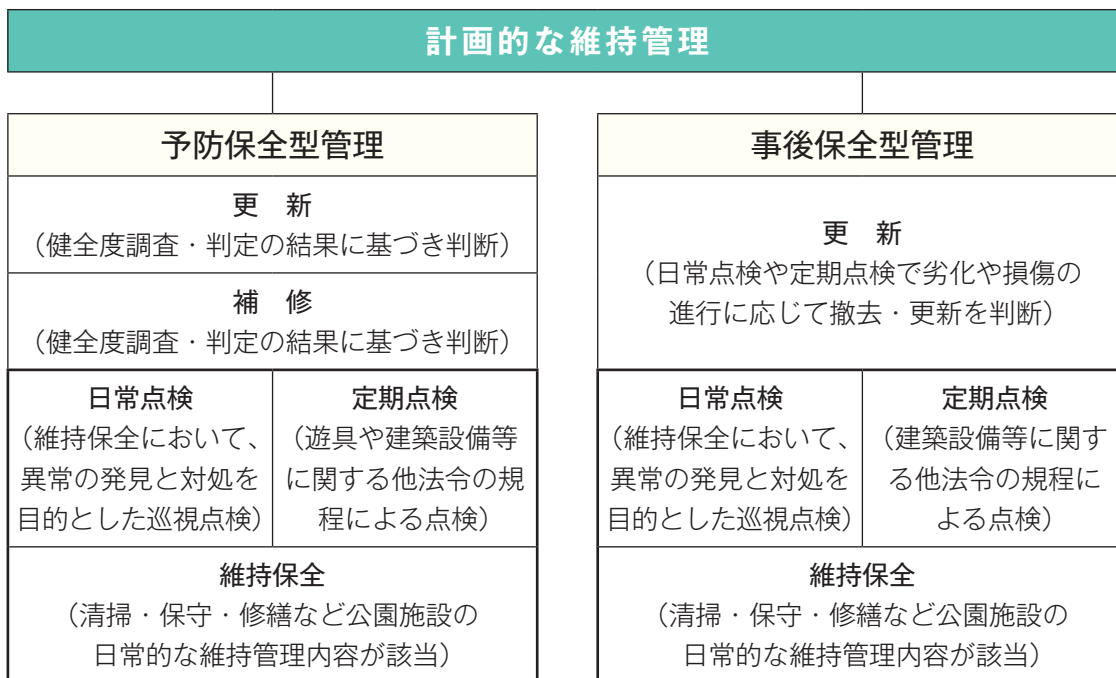 計画的な維持管理
予防保全型管理
更　新
（健全度調査・判定の結果に基づき判断）
補　修
（健全度調査・判定の結果に基づき判断）
日常点検
（維持保全において、
異常の発見と対処を
目的とした巡視点検）
定期点検
（遊具や建築設備等
に関する他法令の規
程による点検）
維持保全
（清掃・保守・修繕など公園施設の
日常的な維持管理内容が該当）
事後保全型管理
更　新
（日常点検や定期点検で劣化や損傷の
進行に応じて撤去・更新を判断）
日常点検
（維持保全において、
異常の発見と対処を
目的とした巡視点検）
定期点検
（建築設備等に関す
る他法令の規程に
よる点検）
維持保全
（清掃・保守・修繕など公園施設の
日常的な維持管理内容が該当）